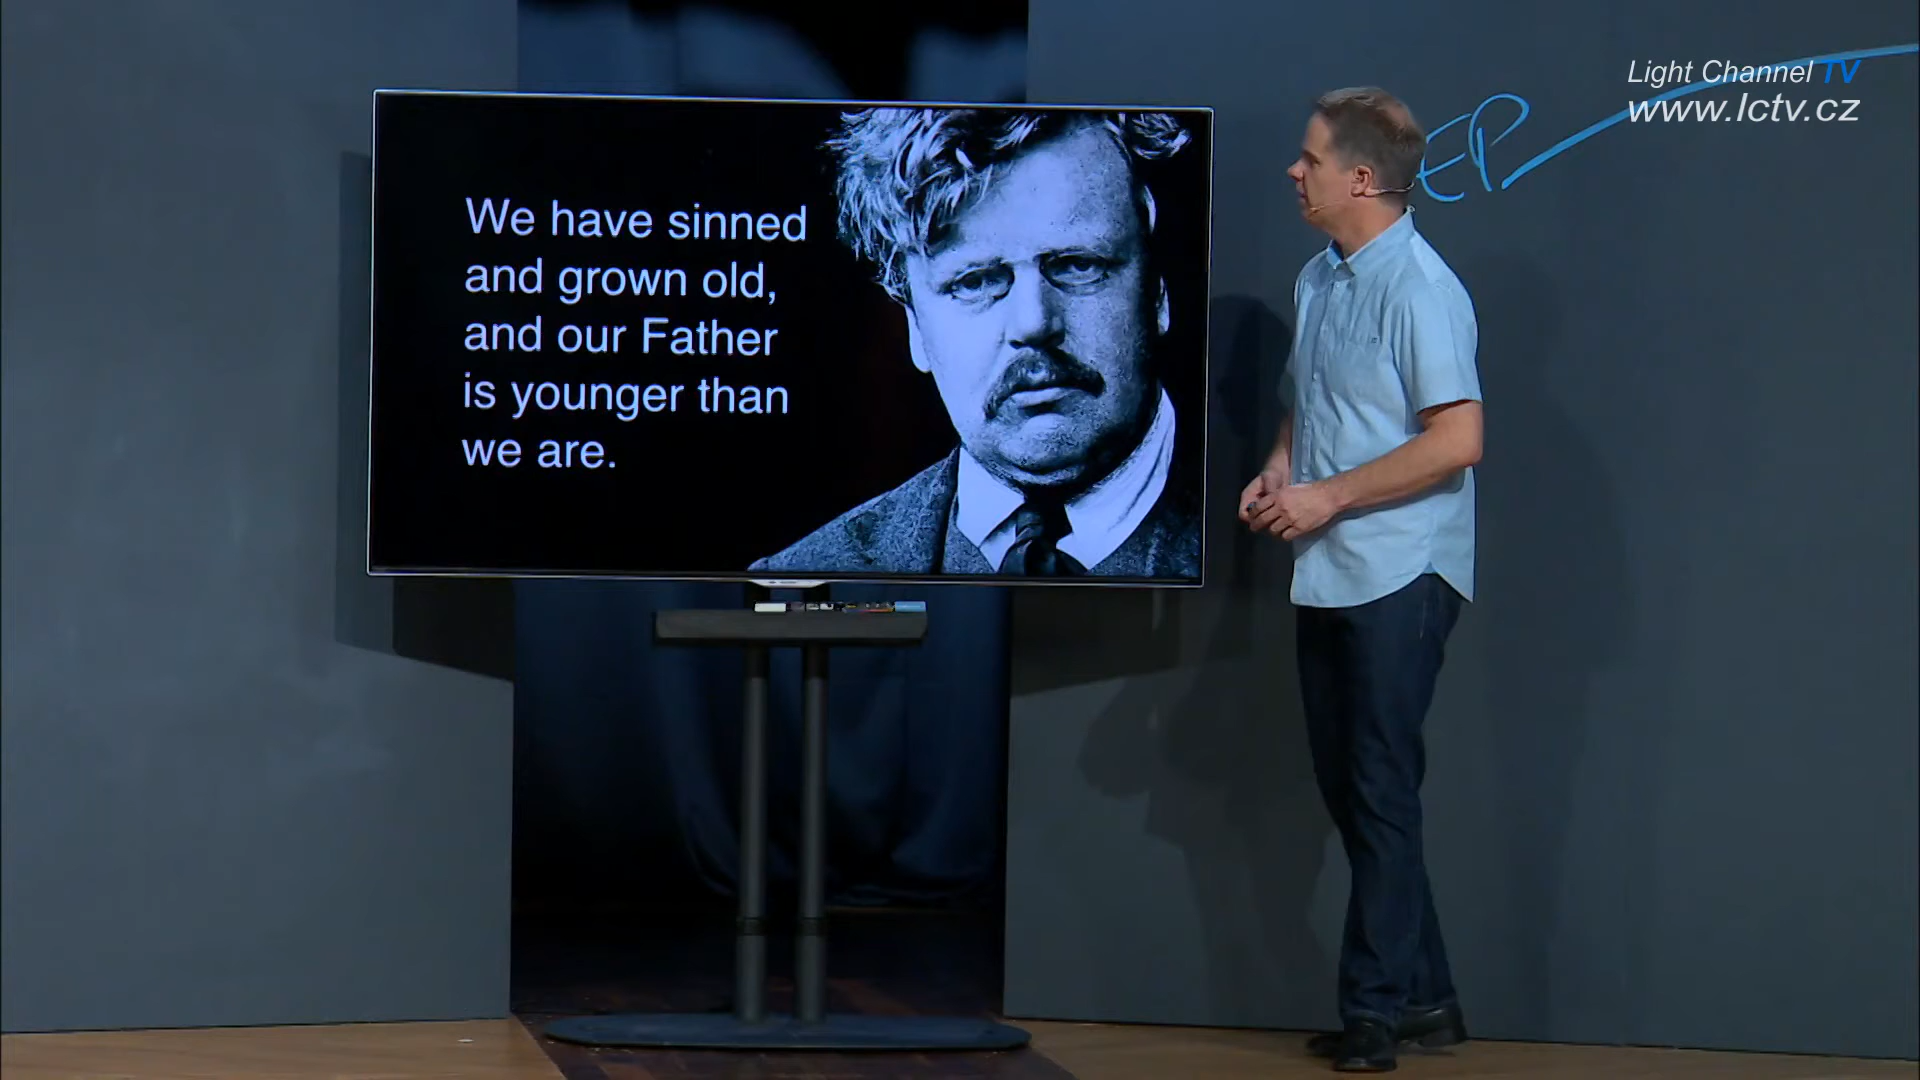 Light Channel TV
www.lctv.cz
EP
We have sinned
and grown old,
and our Father
is younger than
we are.